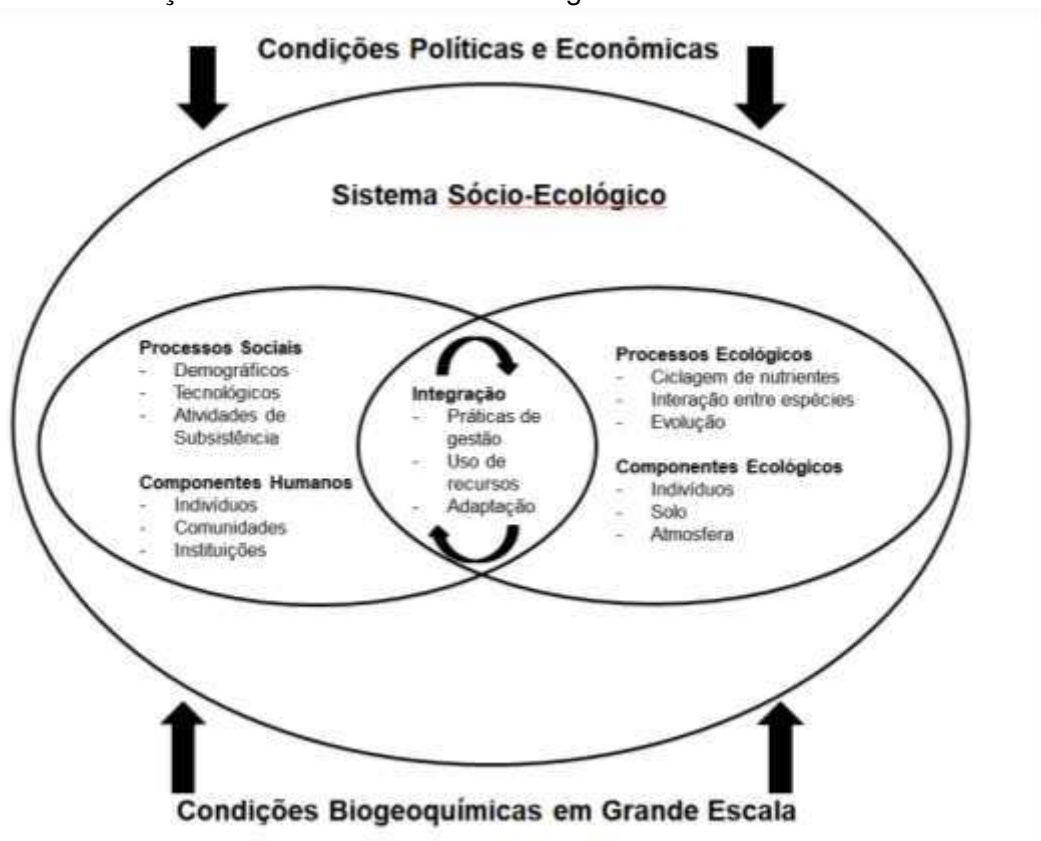 Condições Políticas e Econômicas
Sistema Sócio-Ecológico
Processos Sociais
- Demográficos
- Tecnológicos
- Atividades de
Subsistência
Componentes Humanos
- Indivíduos
- Comunidades
- Instituições
Integração
- Práticas de
gestão
- Uso de
recursos
- Adaptação
Processos Ecológicos
- Ciclagem de nutrientes
- Interação entre espécies
- Evolução
Componentes Ecológicos
- Indivíduos
- Solo
- Atmosfera
Condições Biogeoquímicas em Grande Escala